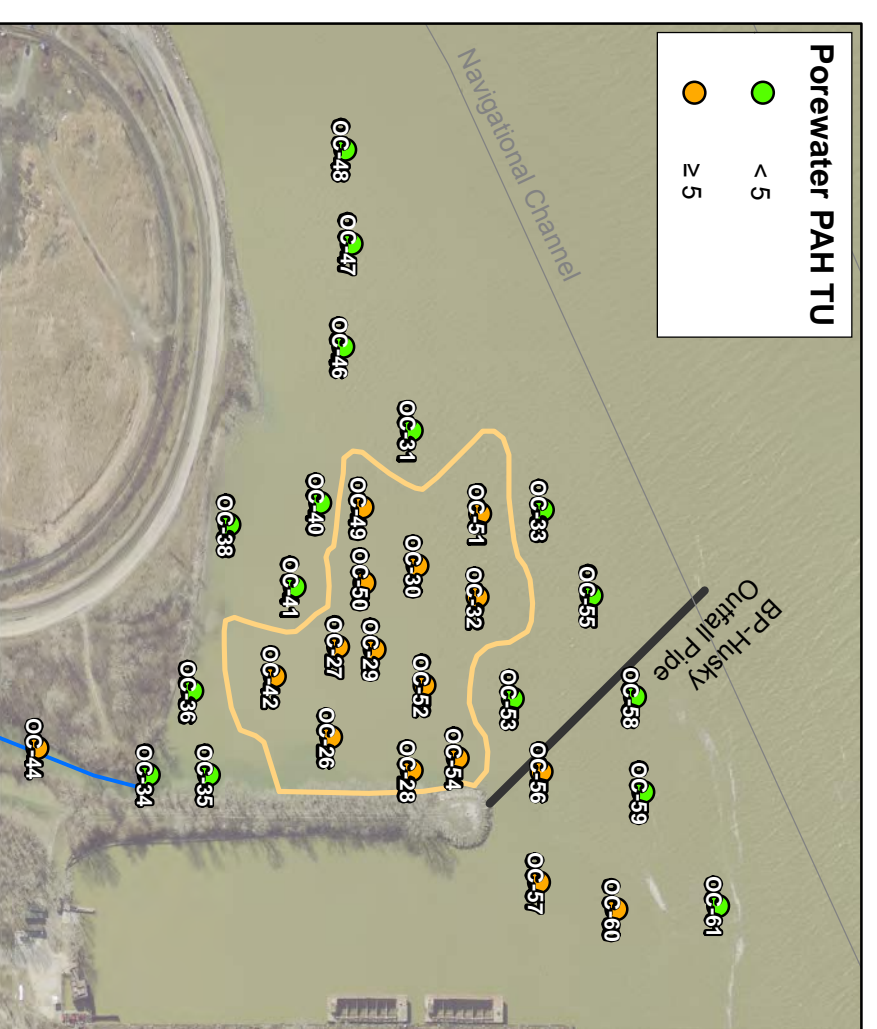 Porewater PAH TU
< 5
≥ 5
Navigational Channel
BP-Husky
Outfall Pipe
OC-48
OC-47
OC-46
OC-31
OC-33
OC-51
OC-49
OC-40
OC-38
OC-55
OC-30
OC-32
OC-50
OC-41
OC-27
OC-29
OC-42
OC-52
OC-53
OC-58
OC-36
OC-26
OC-54
OC-28
OC-56
OC-59
OC-35
OC-34
OC-44
OC-57
OC-60
OC-61